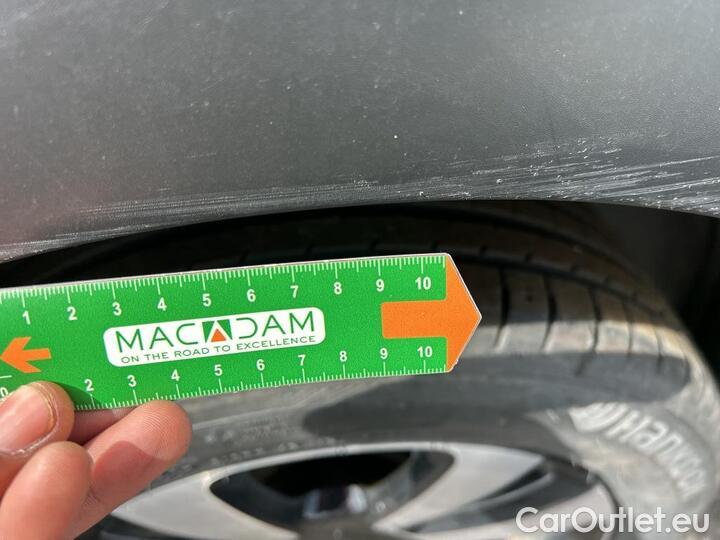 1 2 3 4 5 6 7 8 9 10
MACADAM
ON THE ROAD TO EXCELLENCE
0 2 3 4 5 6 7 8 9 10
Hankook
CarOutlet.eu